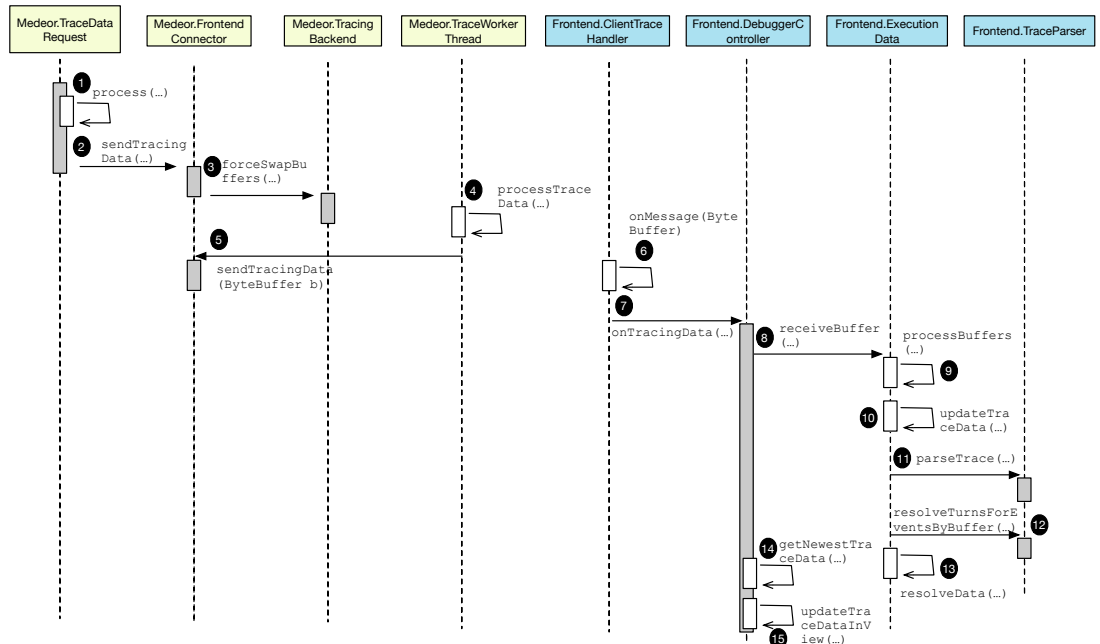 Medeor.TraceData
Request
Medeor.Frontend
Connector
Medeor.Tracing
Backend
Medeor.TraceWorker
Thread
Frontend.ClientTrace
Handler
Frontend.DebuggerC
ontroller
Frontend.Execution
Data
Frontend.TraceParser
1
process(…)
2
sendTracing
Data(…)
3
forceSwapBu
ffers(…)
4
processTrace
Data(…)
5
sendTracingData
(ByteBuffer b)
onMessage(Byte
Buffer)
6
7
onTracingData(…)
8
receiveBuffer
(…)
processBuffers
(…)
9
10
updateTra
ceData(…)
11
parseTrace(…)
resolveTurnsForE
ventsByBuffer(…)
12
13
resolveData(…)
14
getNewestTra
ceData(…)
updateTra
ceDataInV
iew(…)
15